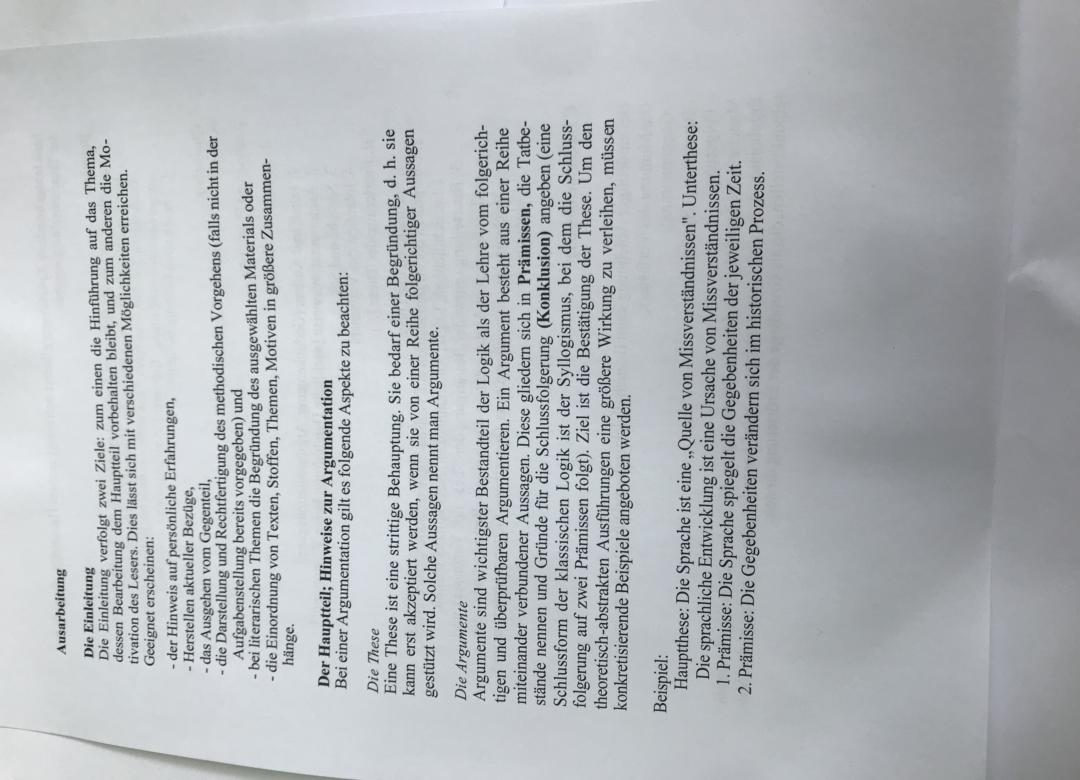 Ausarbeitung
Die Einleitung
Die Einleitung verfolgt zwei Ziele: zum einen die Hinführung auf das Thema,
dessen Bearbeitung dem Hauptteil vorbehalten bleibt, und zum anderen die Mo-
tivation des Lesers. Dies lässt sich mit verschiedenen Möglichkeiten erreichen.
Geeignet erscheinen:
- der Hinweis auf persönliche Erfahrungen,
- Herstellen aktueller Bezüge,
- das Ausgehen vom Gegenteil,
- die Darstellung und Rechtfertigung des methodischen Vorgehens (falls nicht in der
Aufgabenstellung bereits vorgegeben) und
- bei literarischen Themen die Begründung des ausgewählten Materials oder
- die Einordnung von Texten, Stoffen, Themen, Motiven in größere Zusammen-
hänge.
Der Hauptteil; Hinweise zur Argumentation
Bei einer Argumentation gilt es folgende Aspekte zu beachten:
Die These
Eine These ist eine strittige Behauptung. Sie bedarf einer Begründung, d. h. sie
kann erst akzeptiert werden, wenn sie von einer Reihe folgerichtiger Aussagen
gestützt wird. Solche Aussagen nennt man Argumente.
Die Argumente
Argumente sind wichtigster Bestandteil der Logik als der Lehre vom folgerich-
tigen und überprüfbaren Argumentieren. Ein Argument besteht aus einer Reihe
miteinander verbundener Aussagen. Diese gliedern sich in Prämissen, die Tatbe-
stände nennen und Gründe für die Schlussfolgerung (Konklusion) angeben (eine
Schlussform der klassischen Logik ist der Syllogismus, bei dem die Schluss-
folgerung auf zwei Prämissen folgt). Ziel ist die Bestätigung der These. Um den
theoretisch-abstrakten Ausführungen eine größere Wirkung zu verleihen, müssen
konkretisierende Beispiele angeboten werden.
Beispiel:
Hauptthese: Die Sprache ist eine „Quelle von Missverständnissen". Unterthese:
Die sprachliche Entwicklung ist eine Ursache von Missverständnissen.
1. Prämisse: Die Sprache spiegelt die Gegebenheiten der jeweiligen Zeit.
2. Prämisse: Die Gegebenheiten verändern sich im historischen Prozess.